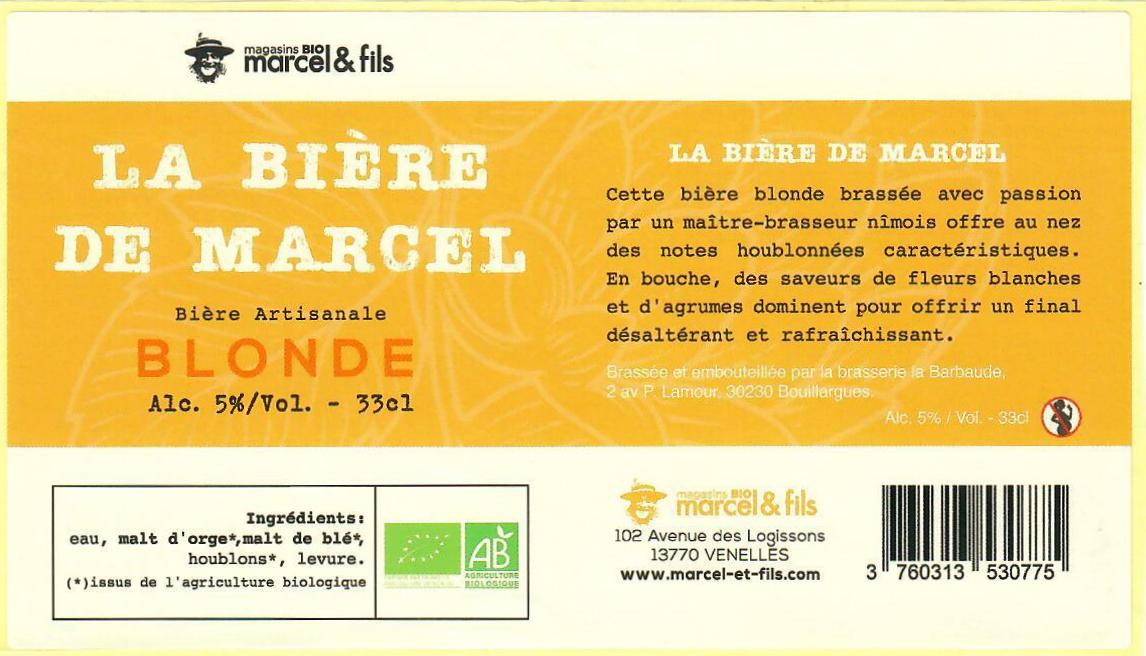 magasins BIO
marcel & fils
LA BIÈRE
DE MARCEL
Bière Artisanale
BLONDE
Alc. 5%/Vol. - 33cl
LA BIÈRE DE MARCEL
Cette bière blonde brassée avec passion
par un maître-brasseur nîmois offre au nez
des notes houblonnées caractéristiques.
En bouche, des saveurs de fleurs blanches
et d'agrumes dominent pour offrir un final
désaltérant et rafraîchissant.
Brassée et embouteillée par la brasserie la Barbaude,
2 av P. Lamour, 30230 Bouillargues.
Alc. 5% / Vol. - 33cl
Ingrédients:
eau, malt d'orge*,malt de blé*,
houblons*, levure.
(*)issus de l'agriculture biologique
AB
AGRICULTURE
BIOLOGIQUE
magasins BIO
marcel & fils
102 Avenue des Logissons
13770 VENELLES
www.marcel-et-fils.com
3 760313 530775